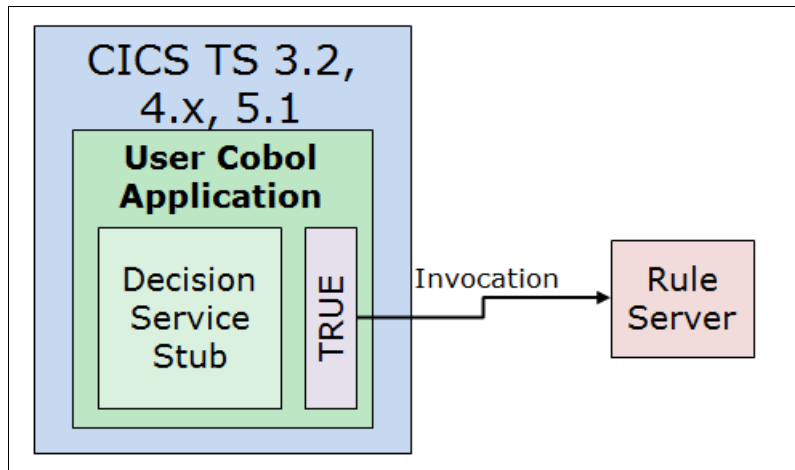 CICS TS 3.2,
4.x, 5.1
User Cobol
Application
Decision
Service
Stub
TRUE
Invocation
Rule
Server